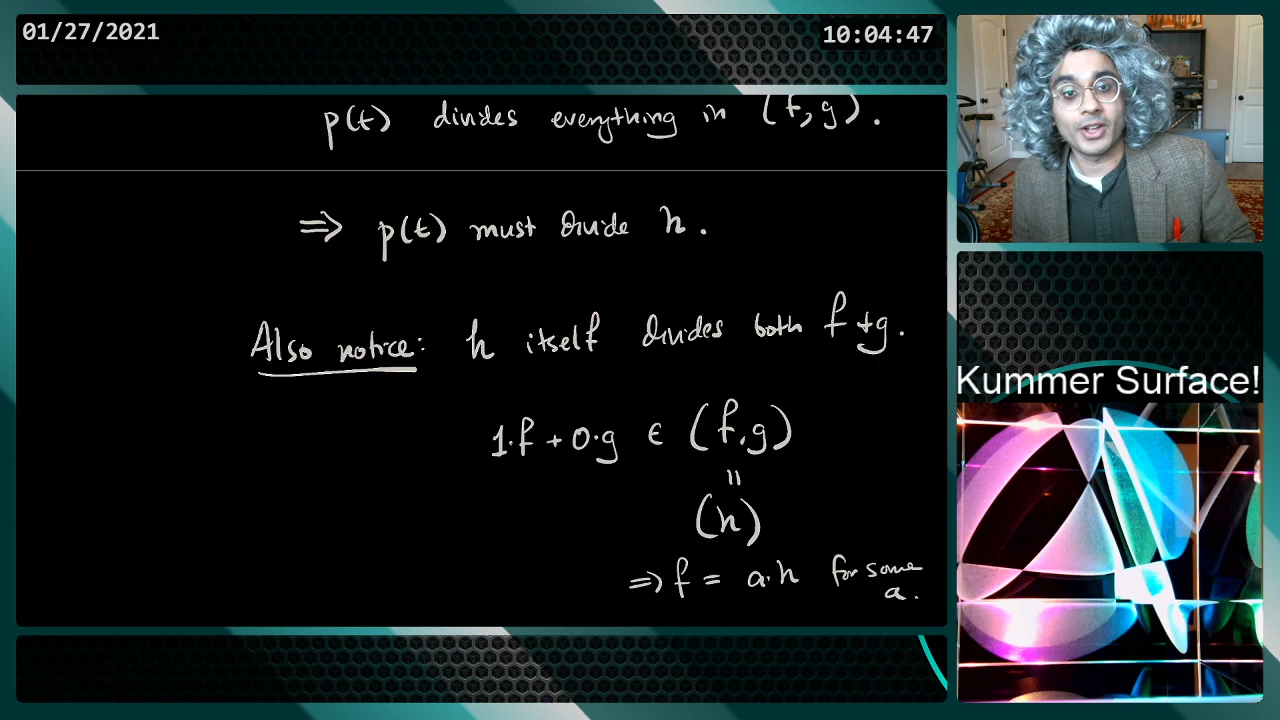 01/27/2021
10:04:47
p(t) divides everything in (f, g).
⇒ p(t) must divide h.
Also notice: h itself divides both f + g.
1·f + 0·g ∈ (f, g)
=
(h)
⇒ f = a·h for some
a.
Kummer Surface!